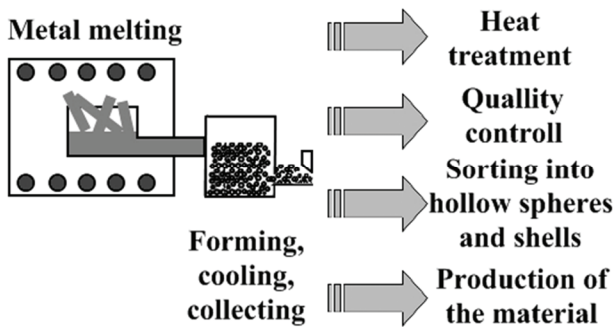 Metal melting
Forming,
cooling,
collecting
Heat
treatment
Quallity
controll
Sorting into
hollow spheres
and shells
Production of
the material